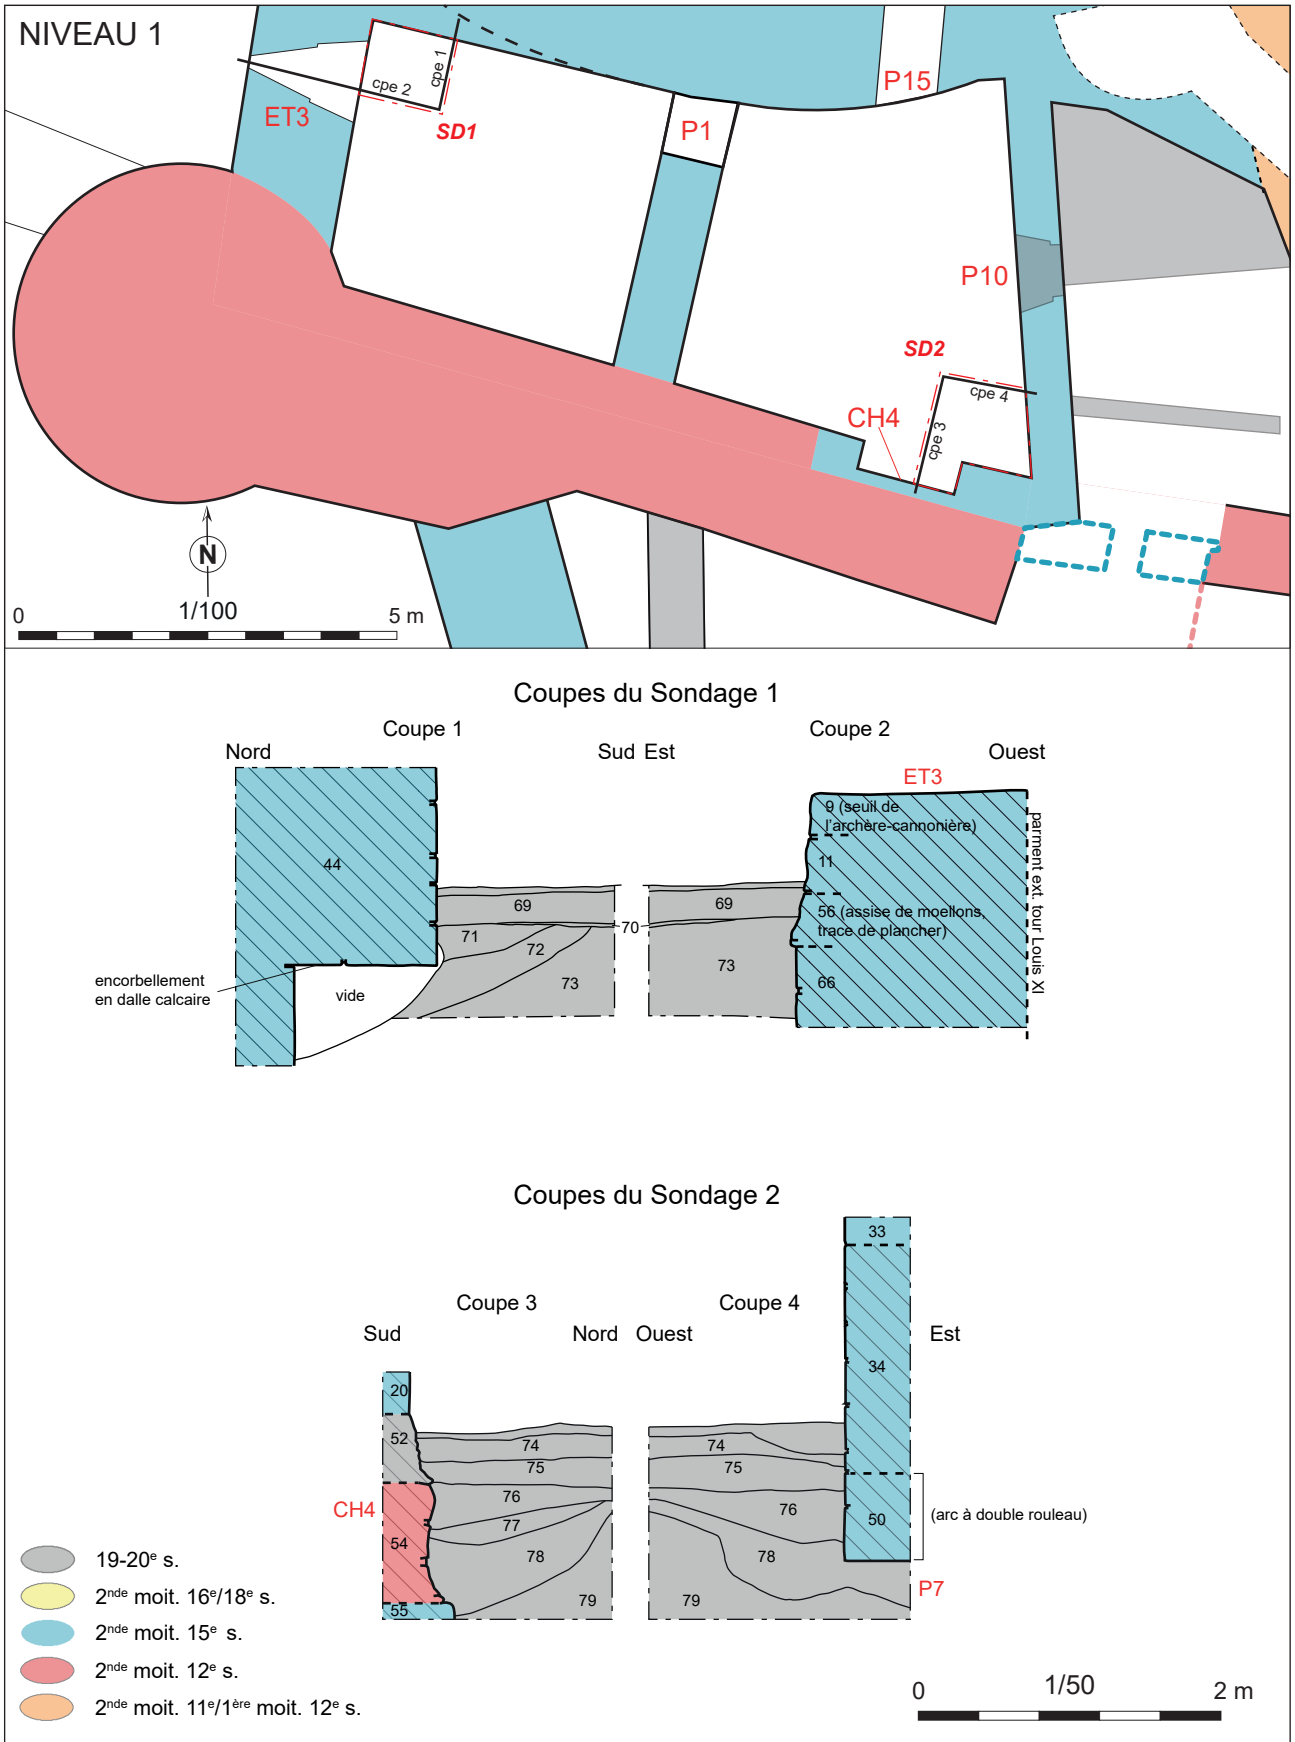 NIVEAU 1
cpe 1
cpe 2
SD1
ET3
P1
P15
P10
SD2
cpe 4
CH4
cpe 3
N
1/100
0
5 m
Coupes du Sondage 1
Coupe 1
Coupe 2
Nord
Sud
Est
Ouest
ET3
9 (seuil de
l'archère-cannonière)
44
11
69
69
56 (assise de moellons,
trace de plancher)
70
71
72
73
73
66
encorbellement
en dalle calcaire
vide
parment ext. tour Louis XI
Coupes du Sondage 2
33
Coupe 3
Coupe 4
Sud
Nord
Ouest
Est
34
20
52
74
74
75
75
76
76
CH4
77
50
(arc à double rouleau)
54
78
78
P7
79
79
55
19-20e s.
2nde moit. 16e/18e s.
2nde moit. 15e s.
2nde moit. 12e s.
2nde moit. 11e/1ère moit. 12e s.
0
1/50
2 m